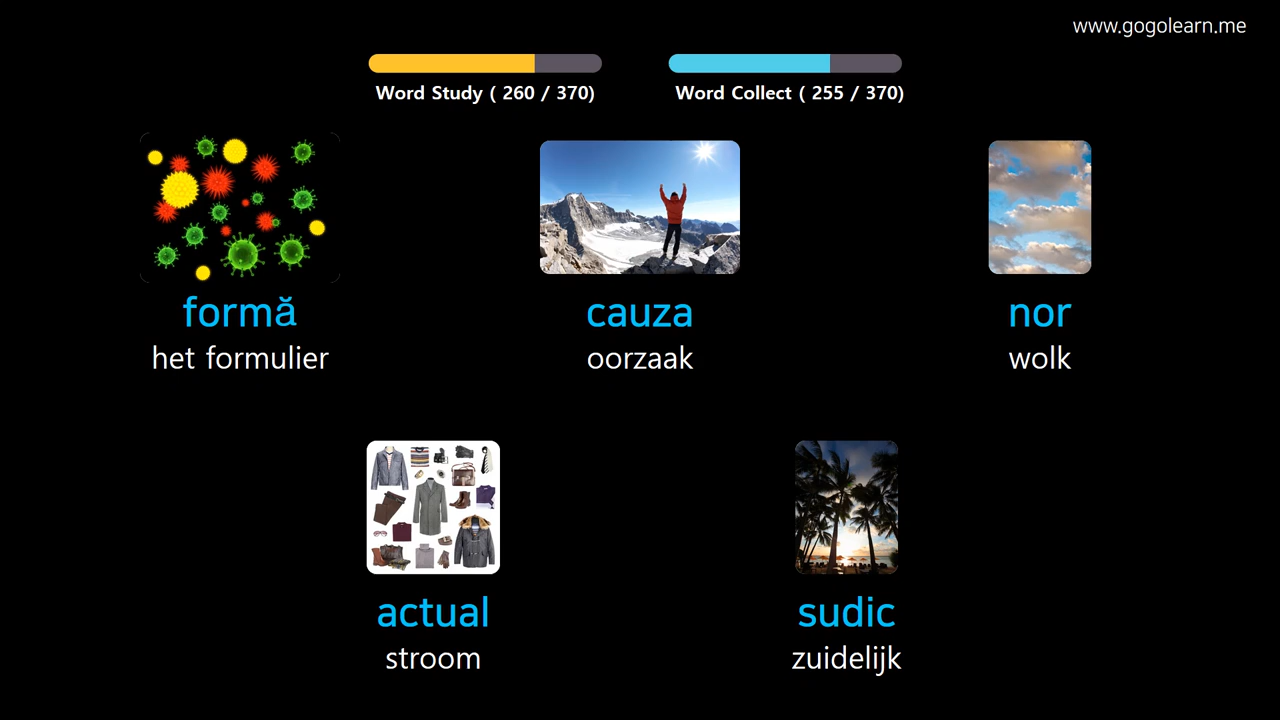 www.gogolearn.me
Word Study ( 260 / 370)
Word Collect ( 255 / 370)
formă
het formulier
cauza
oorzaak
nor
wolk
actual
stroom
sudic
zuidelijk